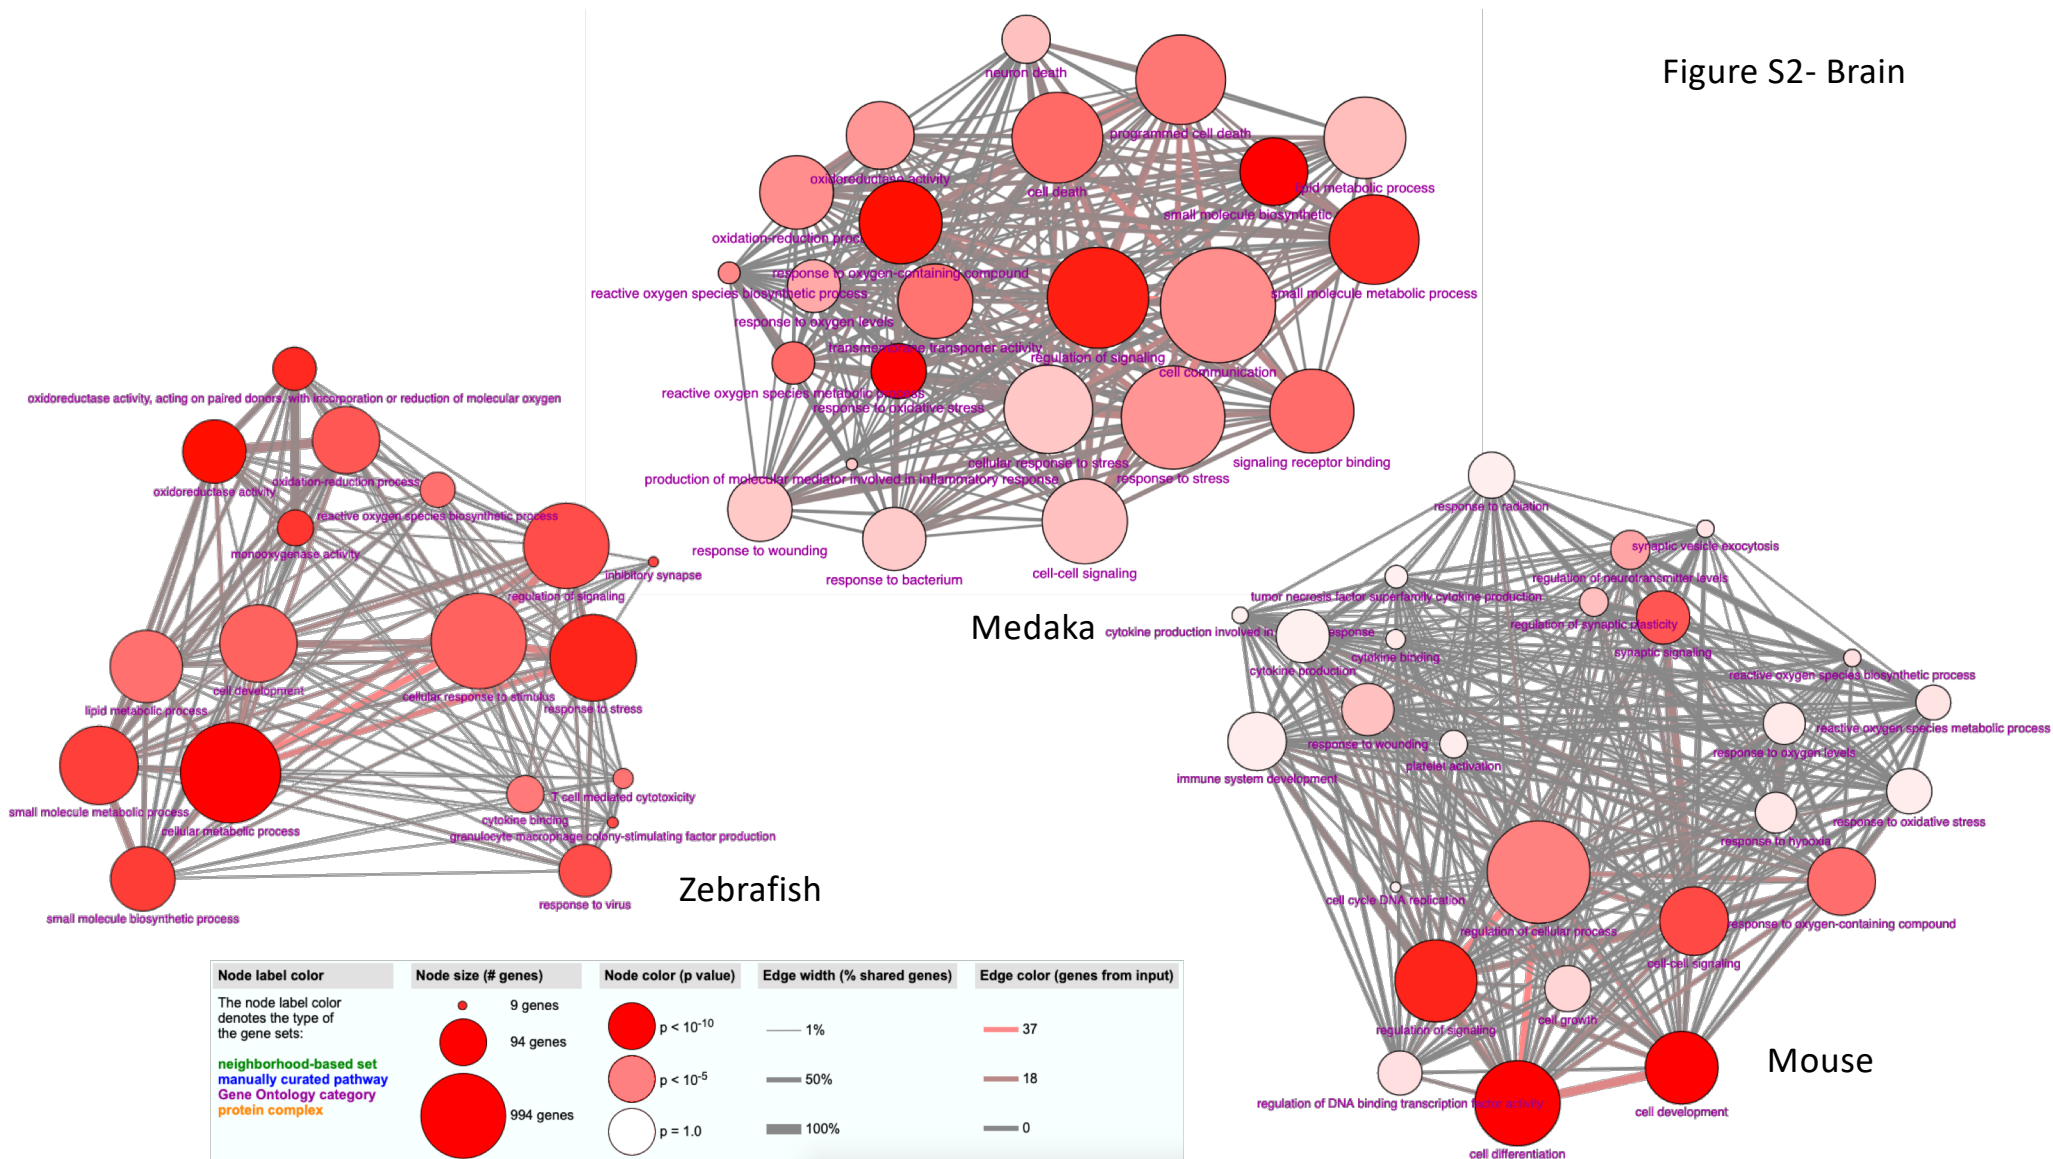 Figure S2- Brain
neuron death
programmed cell death
oxidoreductase activity
cell death
lipid metabolic process
small molecule biosynthetic
oxidation-reduction proc
response to oxygen-containing compound
reactive oxygen species biosynthetic process
small molecule metabolic process
response to oxygen levels
transmembrane transporter activity
regulation of signaling
cell communication
reactive oxygen species metabolic process
response to oxidative stress
cellular response to stress
signaling receptor binding
production of molecular mediator involved in inflammatory response
response to stress
response to wounding
response to bacterium
cell-cell signaling
Medaka
oxidoreductase activity, acting on paired donors, with incorporation or reduction of molecular oxygen
oxidation-reduction process
oxidoreductase activity
reactive oxygen species biosynthetic process
monooxygenase activity
inhibitory synapse
regulation of signaling
cell development
cellular response to stimulus
response to stress
lipid metabolic process
T cell mediated cytotoxicity
small molecule metabolic process
cytokine binding
cellular metabolic process
granulocyte macrophage colony-stimulating factor production
response to virus
small molecule biosynthetic process
Zebrafish
response to radiation
synaptic vesicle exocytosis
regulation of neurotransmitter levels
tumor necrosis factor superfamily cytokine production
regulation of synaptic plasticity
cytokine production involved in response
synaptic signaling
cytokine binding
cytokine production
reactive oxygen species biosynthetic process
reactive oxygen species metabolic process
response to wounding
response to oxygen levels
platelet activation
immune system development
response to oxidative stress
response to hypoxia
cell cycle DNA replication
response to oxygen-containing compound
regulation of cellular process
cell-cell signaling
cell growth
regulation of signaling
regulation of DNA binding transcription factor activity
cell development
cell differentiation
Mouse
Node label color
The node label color
denotes the type of
the gene sets:
neighborhood-based set
manually curated pathway
Gene Ontology category
protein complex
Node size (# genes)
9 genes
94 genes
994 genes
Node color (p value)
p < 10-10
p < 10-5
p = 1.0
Edge width (% shared genes)
1%
50%
100%
Edge color (genes from input)
37
18
0